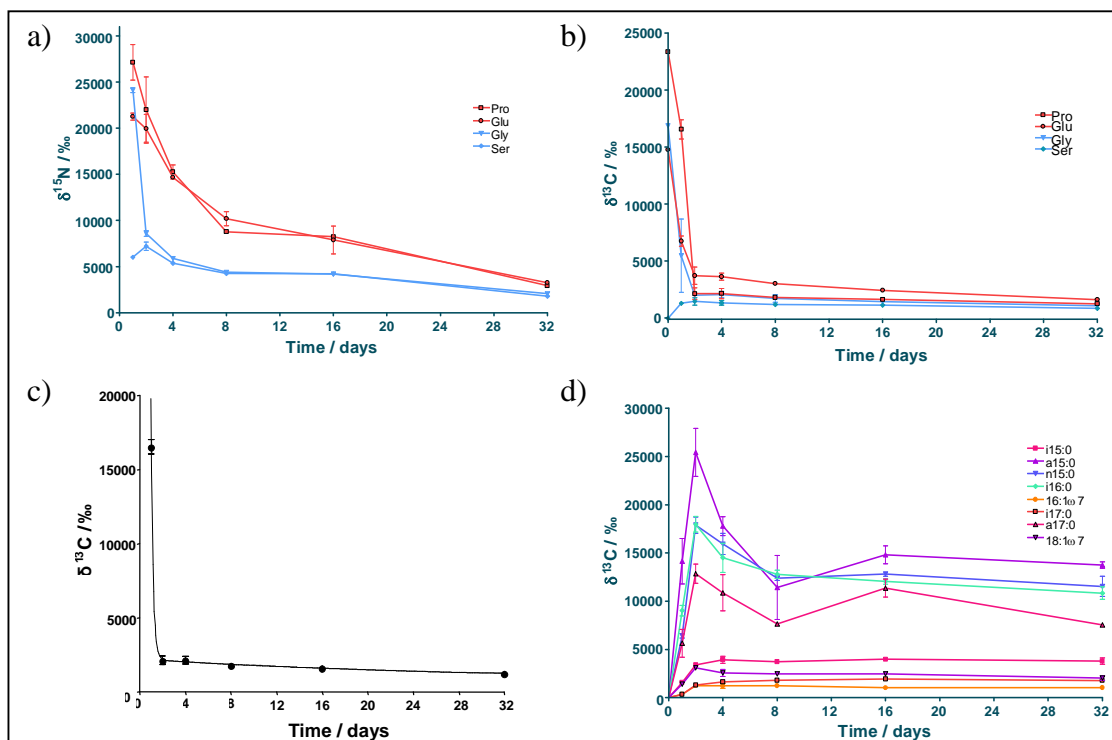 a)
δ¹⁵N / ‰
30000
25000
20000
15000
10000
5000
0
0 4 8 12 16 20 24 28 32
Time / days
Pro
Glu
Gly
Ser
b)
δ¹³C / ‰
25000
20000
15000
10000
5000
0
0 4 8 12 16 20 24 28 32
Time / days
Pro
Glu
Gly
Ser
c)
δ ¹³C / ‰
20000
15000
10000
5000
0
0 4 8 12 16 20 24 28 32
Time / days
d)
δ¹³C / ‰
30000
25000
20000
15000
10000
5000
0
0 4 8 12 16 20 24 28 32
Time / days
i15:0
a15:0
n15:0
i16:0
16:1ω7
i17:0
a17:0
18:1ω7